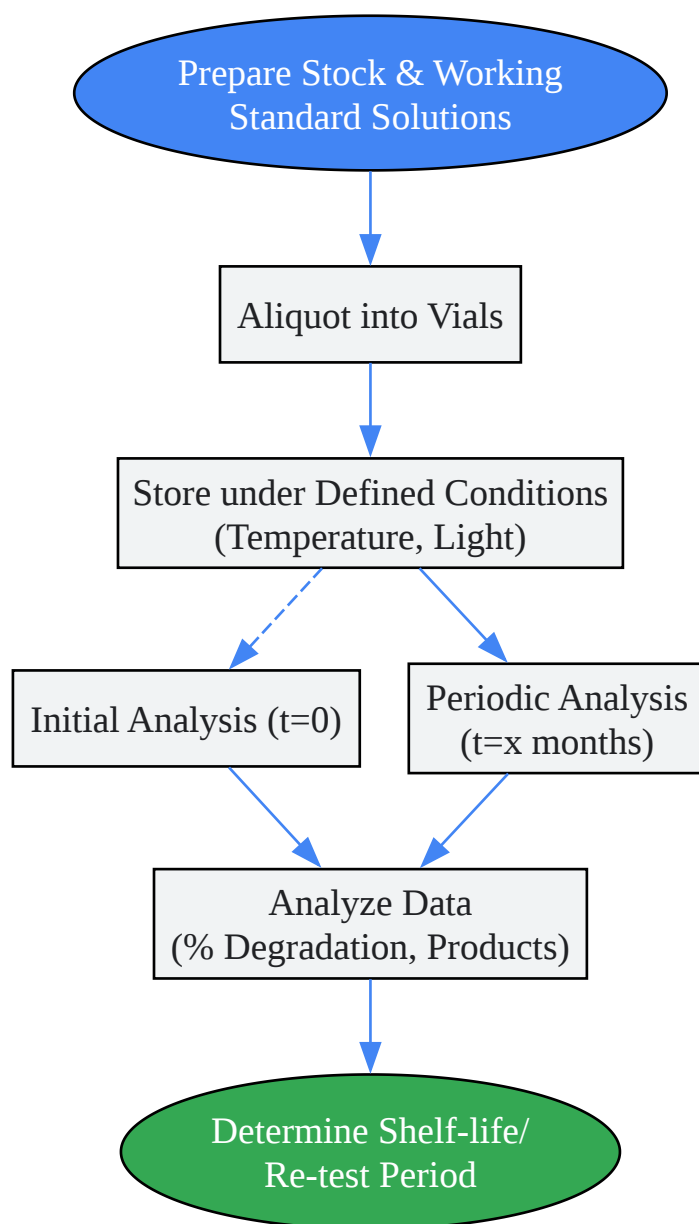 Prepare Stock & Working
Standard Solutions
Aliquot into Vials
Store under Defined Conditions
(Temperature, Light)
Initial Analysis (t=0)
Periodic Analysis
(t=x months)
Analyze Data
(% Degradation, Products)
Determine Shelf-life/
Re-test Period